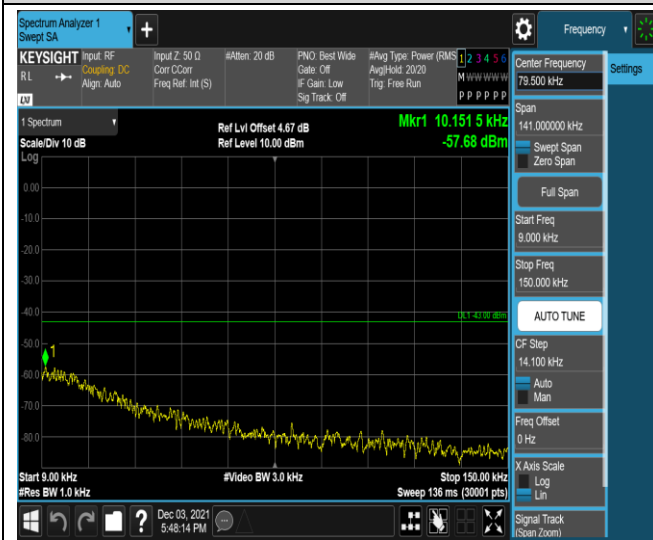 Spectrum Analyzer 1
Swept SA
Frequency
KEYSIGHT
RL
LXI
Input: RF
Coupling: DC
Align: Auto
Input Z: 50 Ω
Corr CCorr
Freq Ref: Int (S)
#Atten: 20 dB
PNO: Best Wide
Gate: Off
IF Gain: Low
Sig Track: Off
#Avg Type: Power (RMS
Avg|Hold: 20/20
Trig: Free Run
1 2 3 4 5 6
M W W W W W
P P P P P P
Center Frequency
79.500 kHz
Settings
1 Spectrum
Scale/Div 10 dB
Ref Lvl Offset 4.67 dB
Ref Level 10.00 dBm
Mkr1 10.151 5 kHz
-57.68 dBm
Span
141.000000 kHz
Swept Span
Zero Span
Full Span
Log
0.00
-10.0
-20.0
-30.0
-40.0
-50.0
-60.0
-70.0
-80.0
DL1 -43.00 dBm
1
Start Freq
9.000 kHz
Stop Freq
150.000 kHz
AUTO TUNE
CF Step
14.100 kHz
Auto
Man
Freq Offset
0 Hz
X Axis Scale
Log
Lin
Signal Track
(Span Zoom)
Start 9.00 kHz
#Video BW 3.0 kHz
Stop 150.00 kHz
#Res BW 1.0 kHz
Sweep 136 ms (30001 pts)
?
Dec 03, 2021
5:48:14 PM